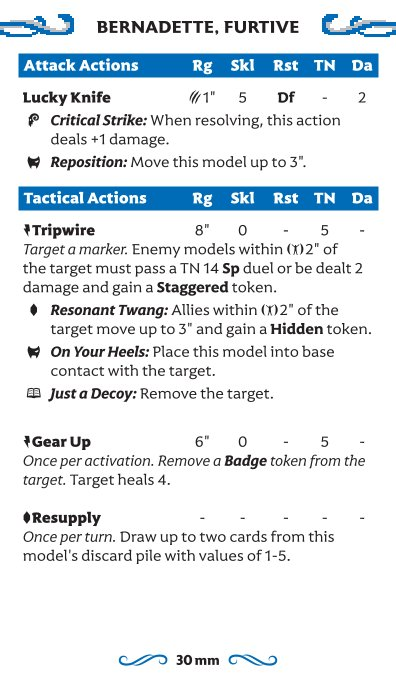 BERNADETTE, FURTIVE
Attack Actions Rg Skl Rst TN Da
Lucky Knife 1" 5 Df - 2
Critical Strike: When resolving, this action
deals +1 damage.
Reposition: Move this model up to 3".
Tactical Actions Rg Skl Rst TN Da
Tripwire 8" 0 - 5 -
Target a marker. Enemy models within 2" of
the target must pass a TN 14 Sp duel or be dealt 2
damage and gain a Staggered token.
Resonant Twang: Allies within 2" of the
target move up to 3" and gain a Hidden token.
On Your Heels: Place this model into base
contact with the target.
Just a Decoy: Remove the target.
Gear Up 6" 0 - 5 -
Once per activation. Remove a Badge token from the
target. Target heals 4.
Resupply - - - - -
Once per turn. Draw up to two cards from this
model's discard pile with values of 1-5.
30 mm